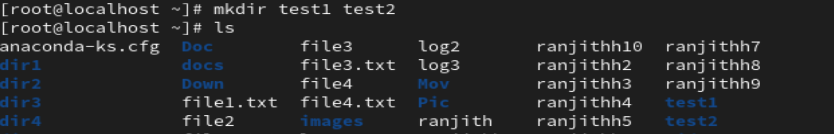 [root@localhost ~]# mkdir test1 test2
[root@localhost ~]# ls
anaconda-ks.cfg Doc file3 log2 ranjithh10 ranjithh7
dir1 docs file3.txt log3 ranjithh2 ranjithh8
dir2 Down file4 Mov ranjithh3 ranjithh9
dir3 file1.txt file4.txt Pic ranjithh4 test1
dir4 file2 images ranjith ranjithh5 test2